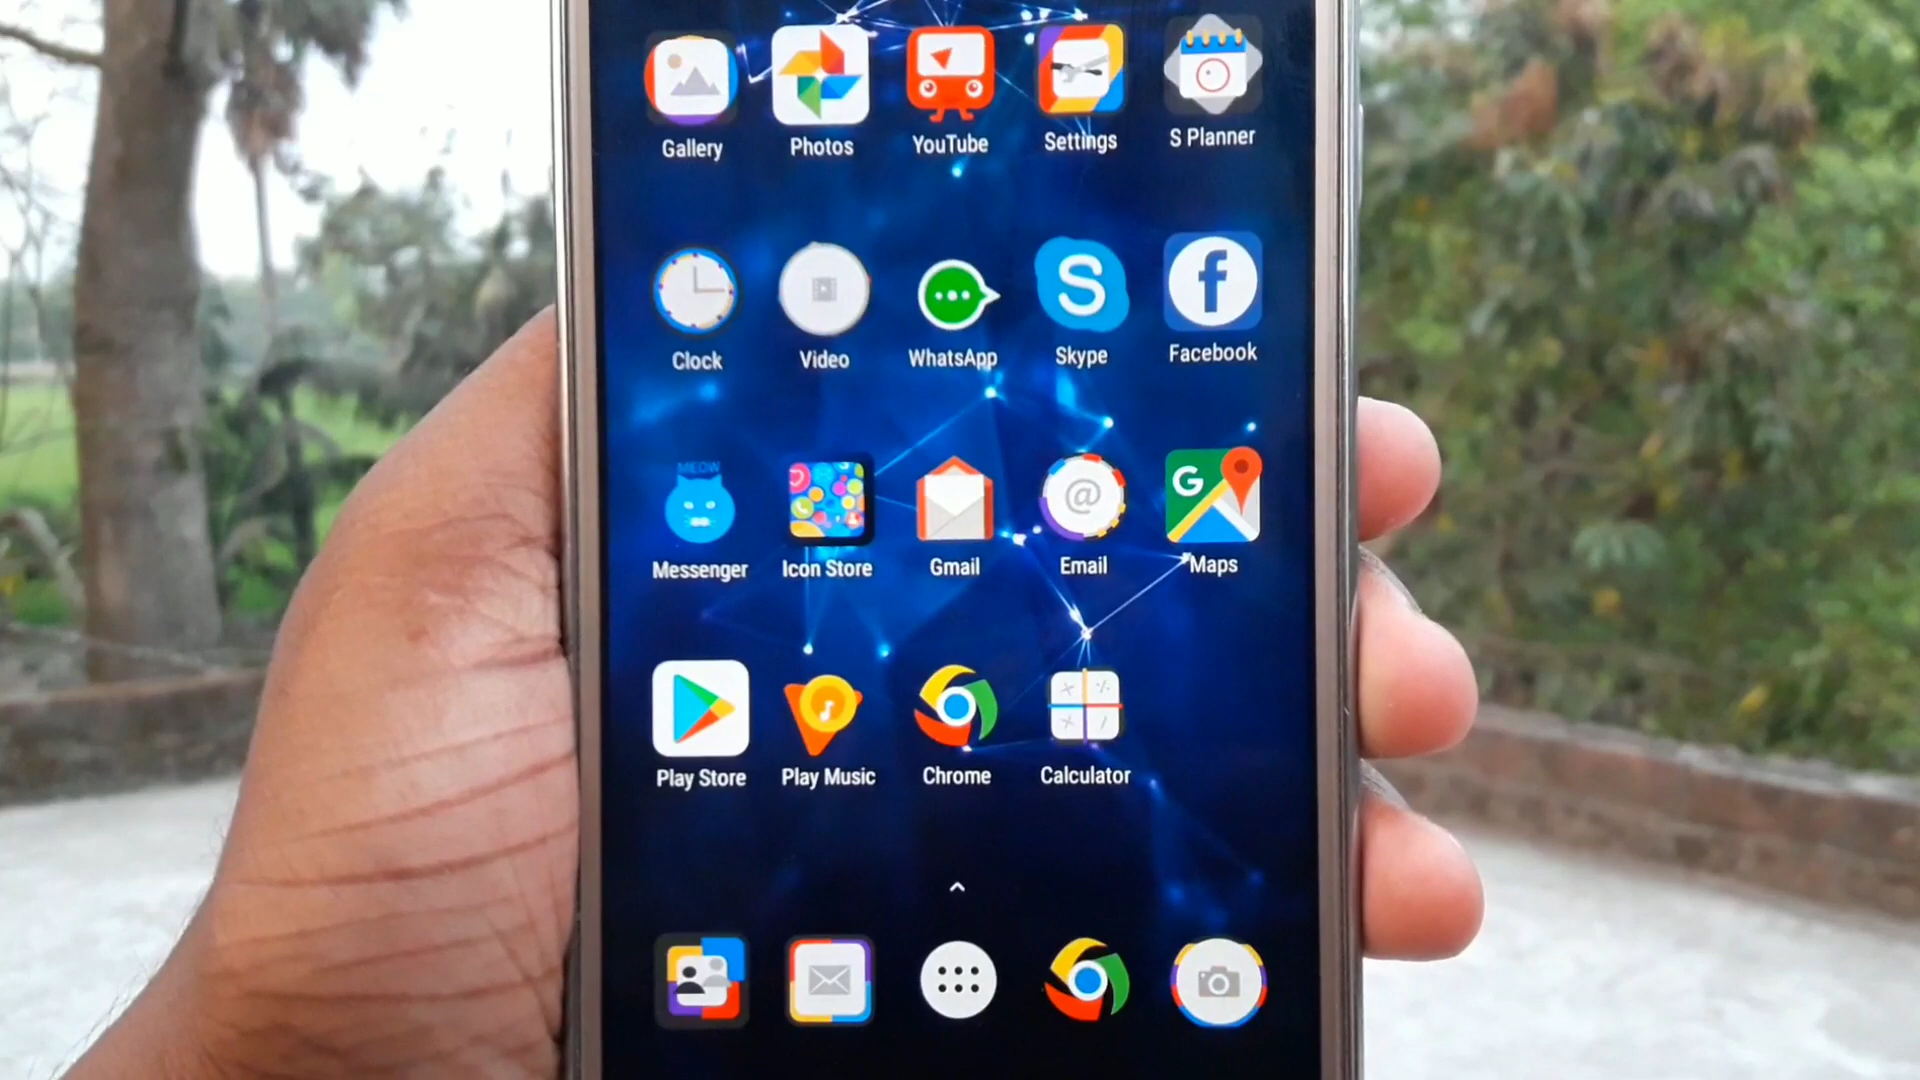 Gallery Photos YouTube Settings S Planner
Clock Video WhatsApp Skype Facebook
MEOW
Messenger Icon Store Gmail Email Maps
Play Store Play Music Chrome Calculator